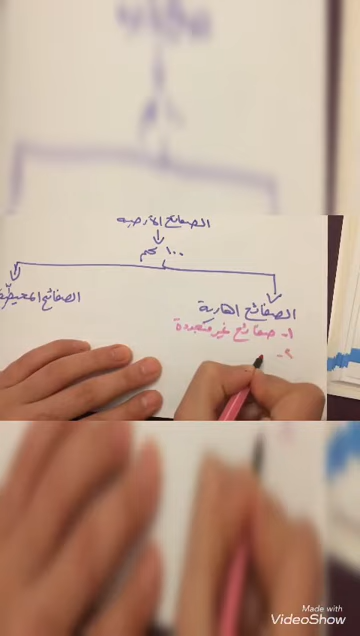 الصفائح الأرضية
١٠٠ كم
الصفائح القارية
الصفائح المحيطية
١- صفائح غير متجددة
٢-
Made with
VideoShow